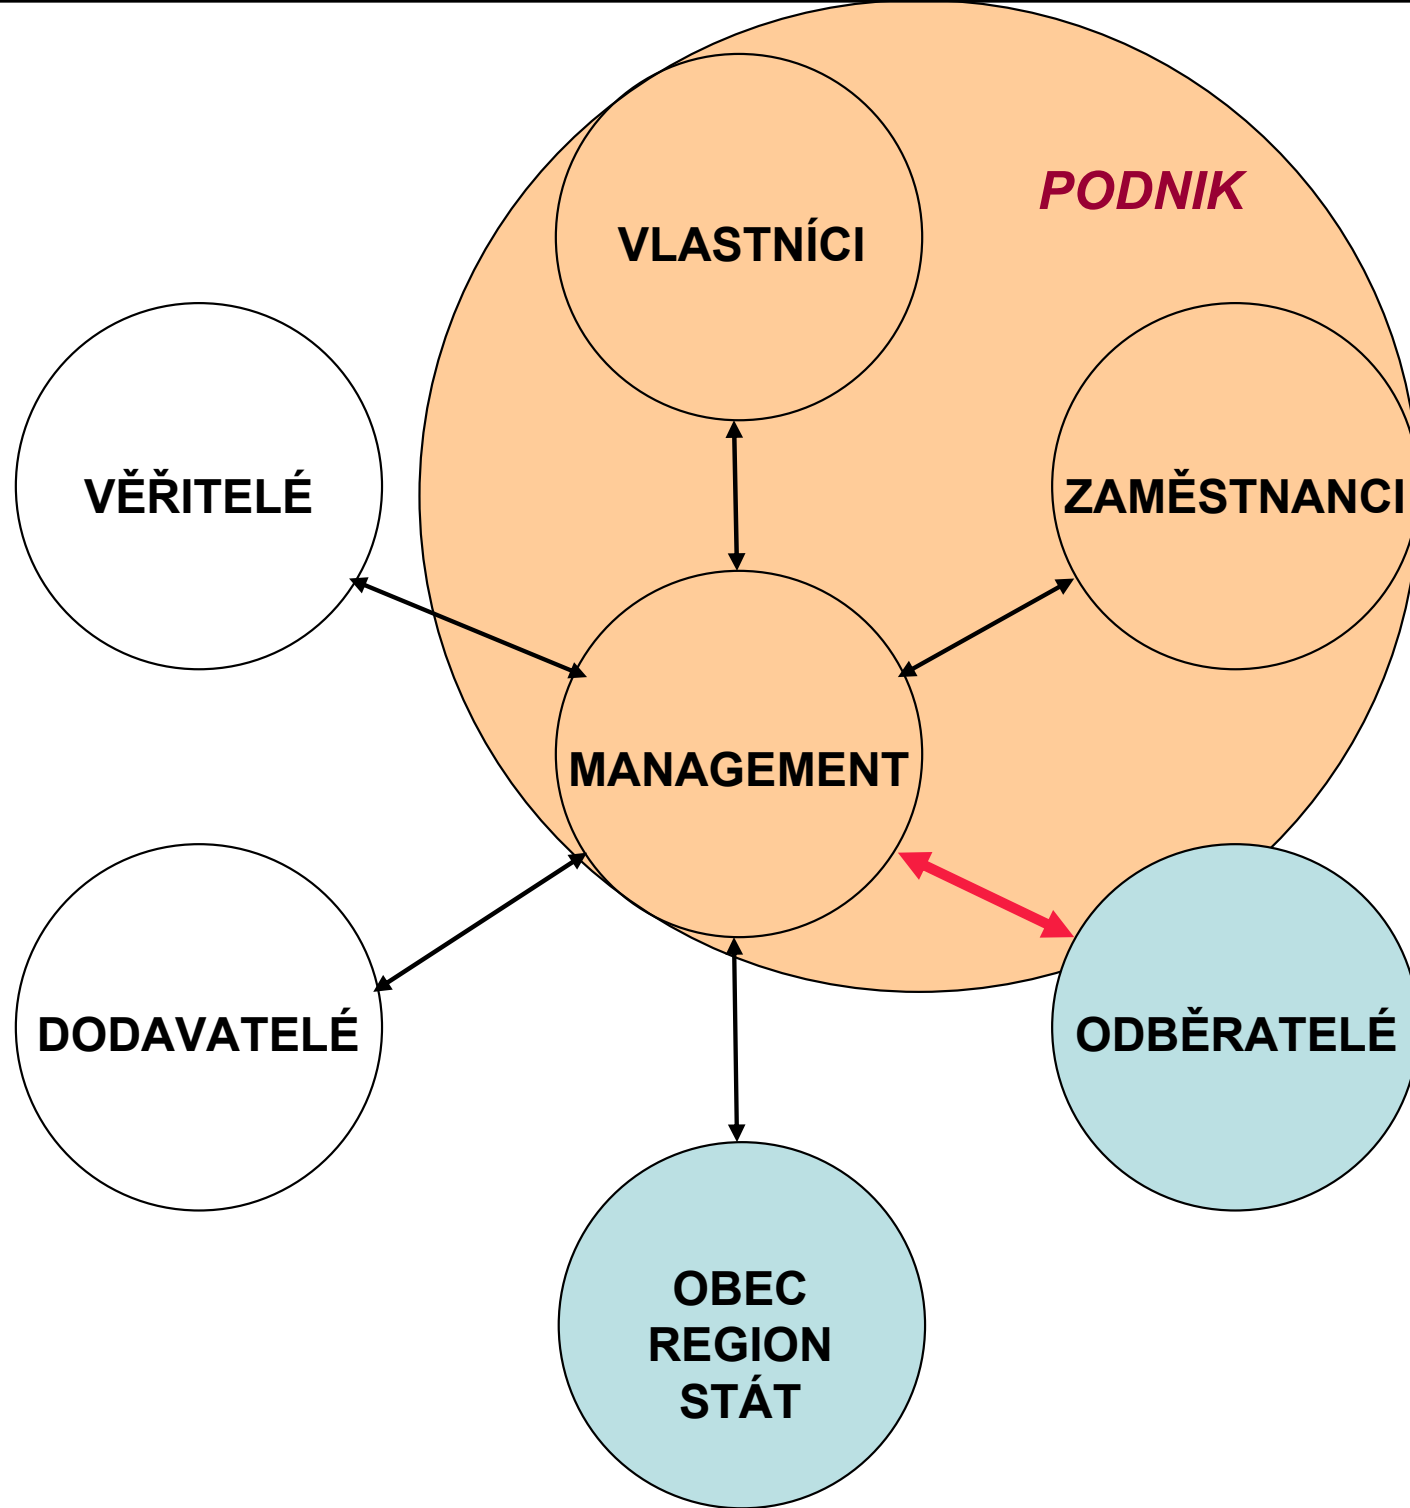 PODNIK
VLASTNÍCI
VĚŘITELÉ
ZAMĚSTNANCI
MANAGEMENT
DODAVATELÉ
ODBĚRATELÉ
OBEC
REGION
STÁT